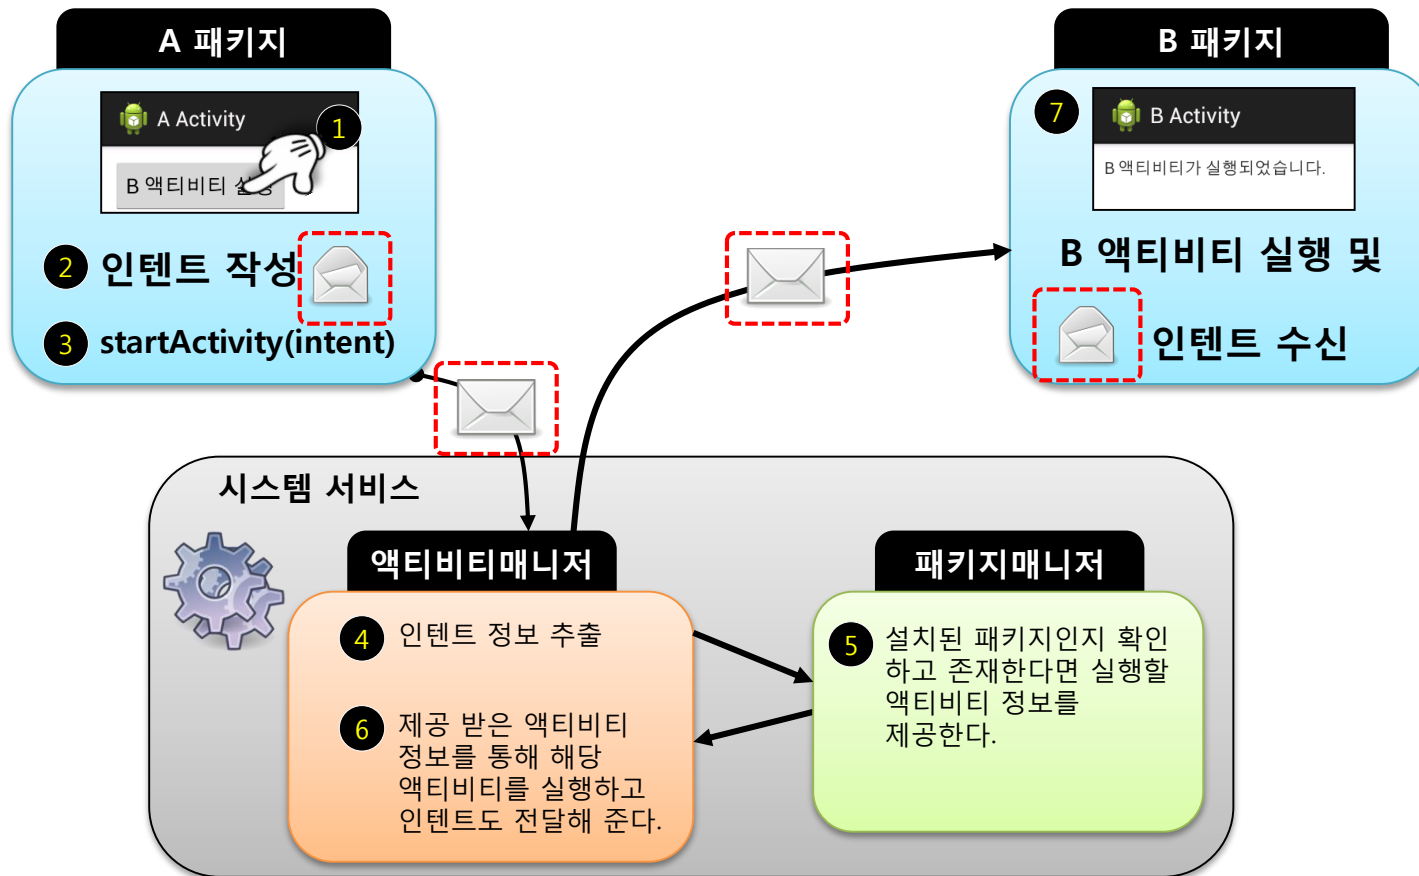 A 패키지
A Activity
1
B 액티비티
2 인텐트 작성
3 startActivity(intent)
B 패키지
7
B Activity
B 액티비티가 실행되었습니다.
B 액티비티 실행 및
인텐트 수신
시스템 서비스
액티비티매니저
4 인텐트 정보 추출
6 제공 받은 액티비티
정보를 통해 해당
액티비티를 실행하고
인텐트도 전달해 준다.
패키지매니저
5 설치된 패키지인지 확인
하고 존재한다면 실행할
액티비티 정보를
제공한다.